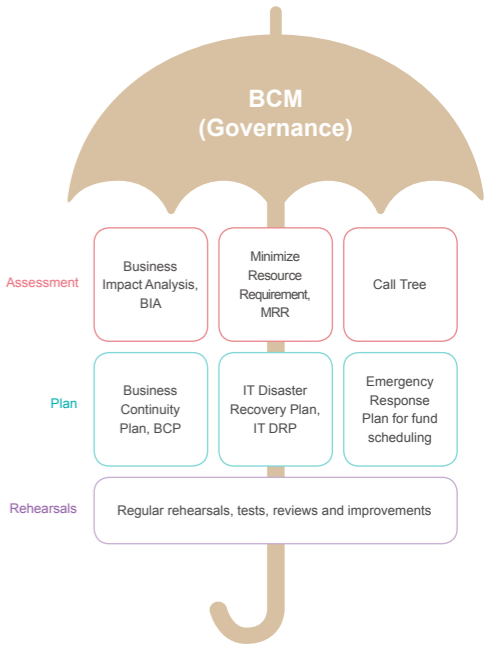 BCM
(Governance)
Assessment
Business
Impact Analysis,
BIA
Minimize
Resource
Requirement,
MRR
Call Tree
Plan
Business
Continuity
Plan, BCP
IT Disaster
Recovery Plan,
IT DRP
Emergency
Response
Plan for fund
scheduling
Rehearsals
Regular rehearsals, tests, reviews and improvements